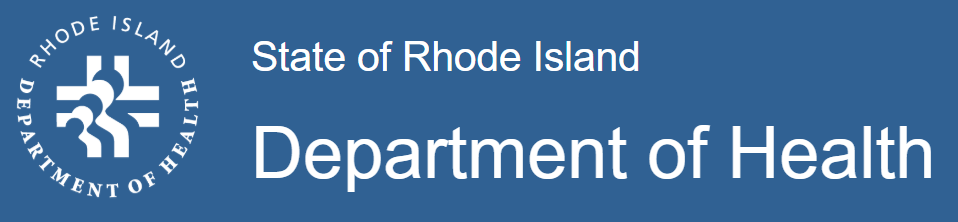 RHODE ISLAND
DEPARTMENT OF HEALTH
State of Rhode Island
Department of Health